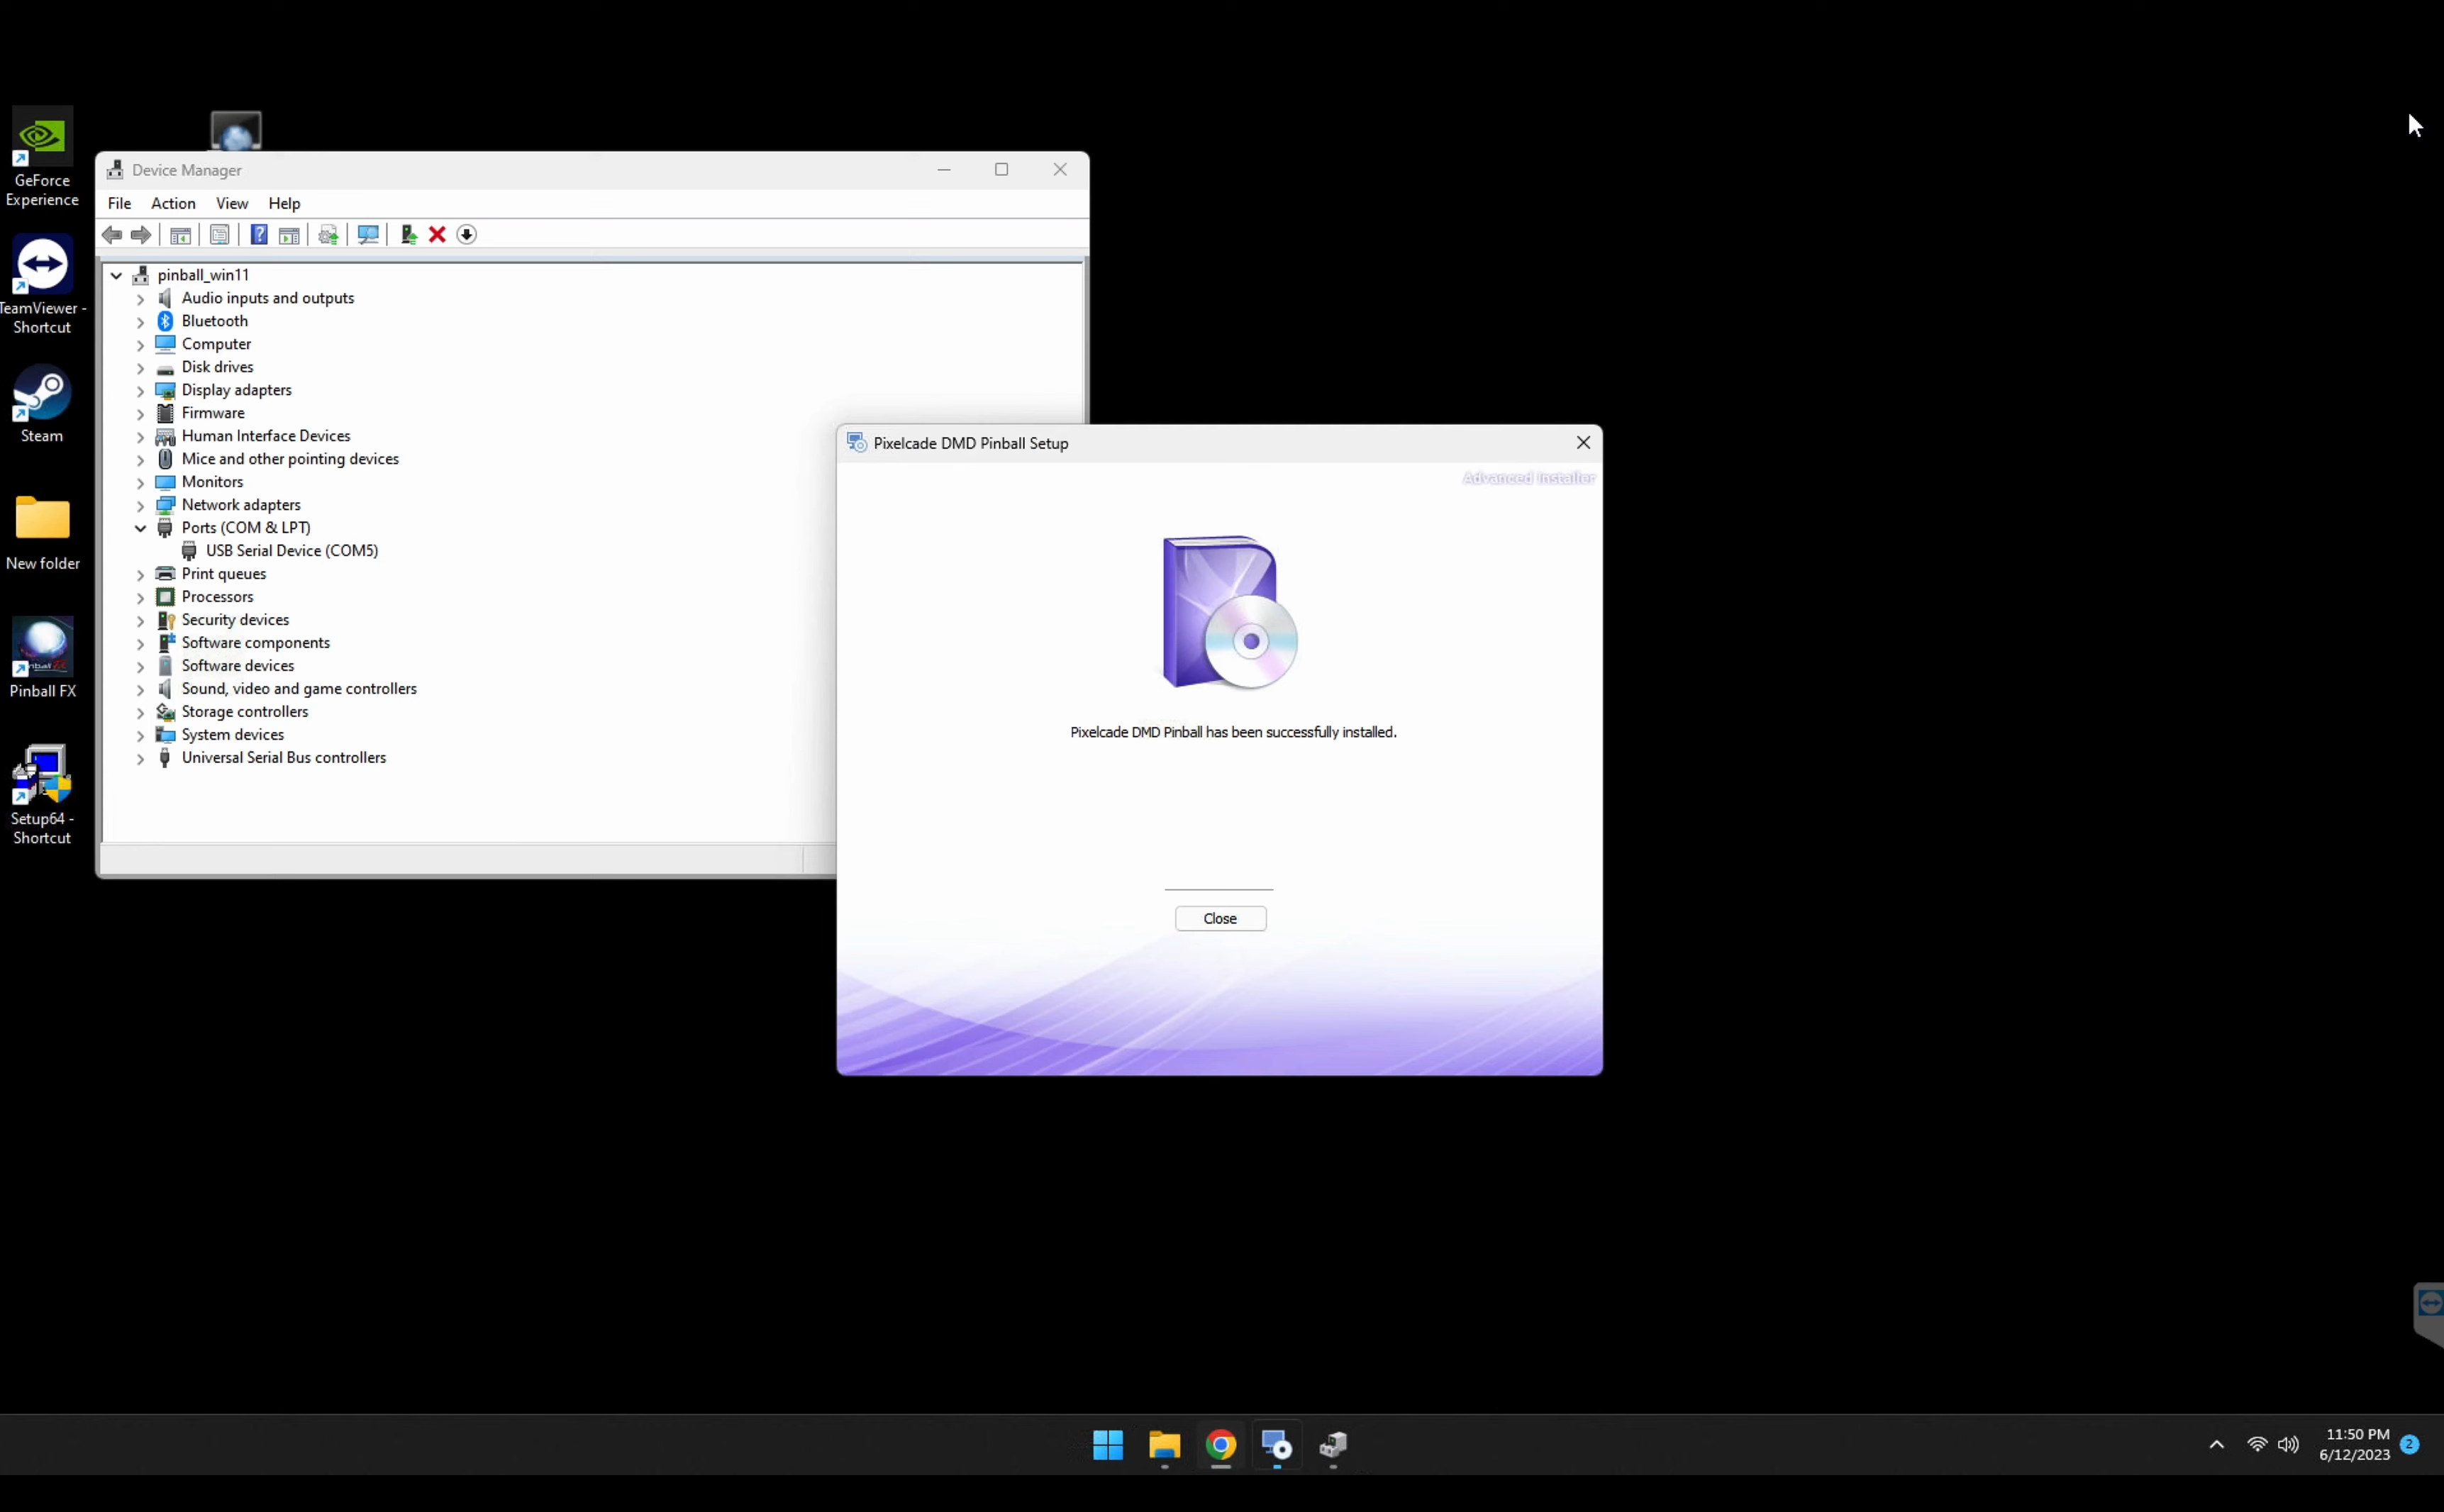 GeForce
Experience
TeamViewer -
Shortcut
Steam
New folder
Pinball FX
Setup64 -
Shortcut
Device Manager
File Action View Help
pinball_win11
Audio inputs and outputs
Bluetooth
Computer
Disk drives
Display adapters
Firmware
Human Interface Devices
Mice and other pointing devices
Monitors
Network adapters
Ports (COM & LPT)
USB Serial Device (COM5)
Print queues
Processors
Security devices
Software components
Software devices
Sound, video and game controllers
Storage controllers
System devices
Universal Serial Bus controllers
Pixelcade DMD Pinball Setup
Advanced Installer
Pixelcade DMD Pinball has been successfully installed.
Close
11:50 PM
6/12/2023
2